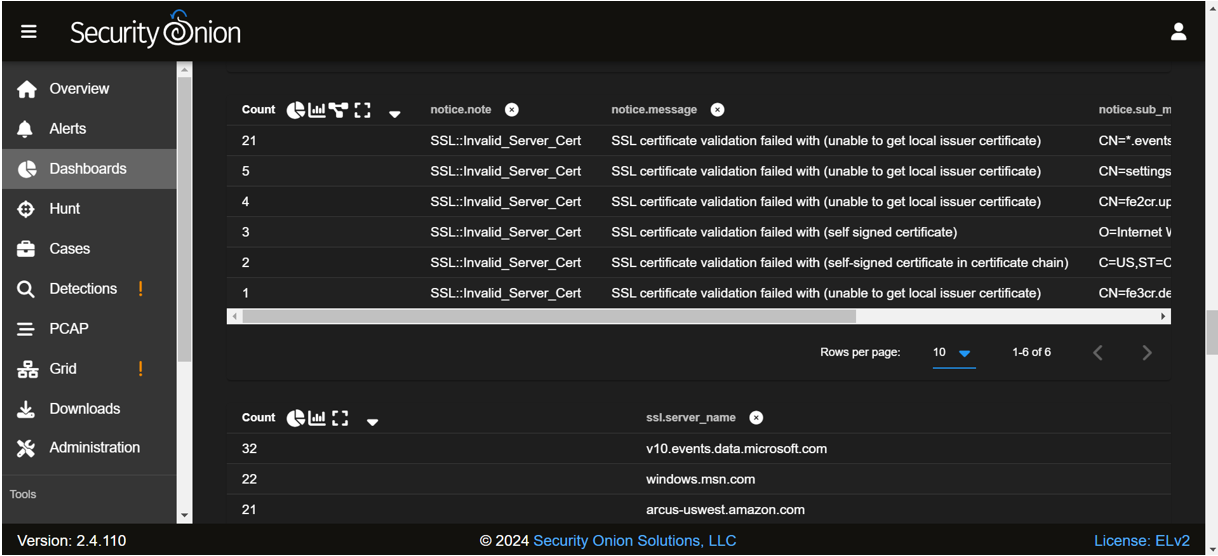 Security Onion
Overview
Alerts
Dashboards
Hunt
Cases
Detections !
PCAP
Grid !
Downloads
Administration
Tools
Count notice.note notice.message notice.sub_m
21 SSL::Invalid_Server_Cert SSL certificate validation failed with (unable to get local issuer certificate) CN=*.events
5 SSL::Invalid_Server_Cert SSL certificate validation failed with (unable to get local issuer certificate) CN=settings
4 SSL::Invalid_Server_Cert SSL certificate validation failed with (unable to get local issuer certificate) CN=fe2cr.up
3 SSL::Invalid_Server_Cert SSL certificate validation failed with (self signed certificate) O=Internet W
2 SSL::Invalid_Server_Cert SSL certificate validation failed with (self-signed certificate in certificate chain) C=US,ST=C
1 SSL::Invalid_Server_Cert SSL certificate validation failed with (unable to get local issuer certificate) CN=fe3cr.de
Rows per page: 10 1-6 of 6
Count ssl.server_name
32 v10.events.data.microsoft.com
22 windows.msn.com
21 arcus-uswest.amazon.com
Version: 2.4.110 © 2024 Security Onion Solutions, LLC License: ELv2